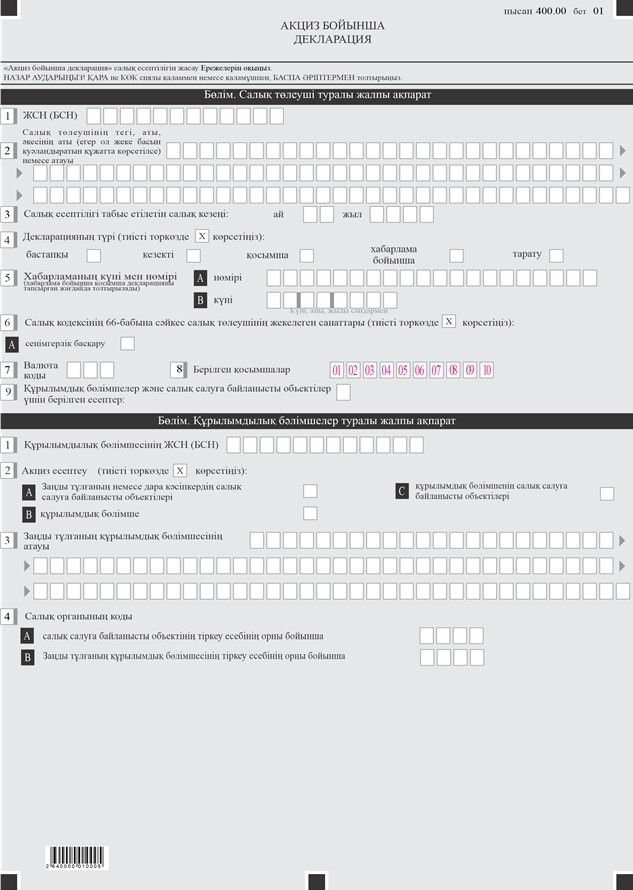 нысан 400.00 бет 01
АКЦИЗ БОЙЫНША
ДЕКЛАРАЦИЯ
«Акциз бойынша декларация» салық есептілігін жасау Ережелерін оқыңыз.
НАЗАР АУДАРЫҢЫЗ! ҚАРА не КӨК сиялы қаламмен немесе қаламұшпен, БАСПА ӘРІПТЕРМЕН толтырыңыз.
Бөлім. Салық төлеуші туралы жалпы ақпарат
1 ЖСН (БСН)
Салық төлеушінің тегі, аты,
әкесінің аты (егер ол жеке басын
2 куәландыратын құжатта көрсетілсе)
немесе атауы
3 Салық есептілігі табыс етілетін салық кезеңі: ай жыл
4 Декларацияның түрі (тиісті торкөзде X көрсетіңіз):
бастапқы кезекті қосымша хабарлама бойынша тарату
5 Хабарламаның күні мен нөмірі A нөмірі
(хабарлама бойынша қосымша декларацияны
тапсырған жағдайда толтырылады)
B күні
Күні, айы, жылы сандармен
6 Салық кодексінің 66-бабына сәйкес салық төлеушінің жекелеген санаттары (тиісті торкөзде X көрсетіңіз):
A сенімгерлік басқару
7 Валюта коды 8 Берілген қосымшалар 01 02 03 04 05 06 07 08 09 10
9 Құрылымдық бөлімшелер және салық салуға байланысты объектілер
үшін берілген есептер:
Бөлім. Құрылымдылық бөлімшелер туралы жалпы ақпарат
1 Құрылымдылық бөлімшесінің ЖСН (БСН)
2 Акциз есептеу (тиісті торкөзде X көрсетіңіз):
A Заңды тұлғаның немесе дара кәсіпкердің салық
салуға байланысты объектілері
C құрылымдық бөлімшенің салық салуға
байланысты объектілері
B құрылымдық бөлімше
3 Заңды тұлғаның құрылымдық бөлімшесінің
атауы
4 Салық органының коды
A салық салуға байланысты объектінің тіркеу есебінің орны бойынша
B Заңды тұлғаның құрылымдық бөлімшесінің тіркеу есебінің орны бойынша
2640005010005